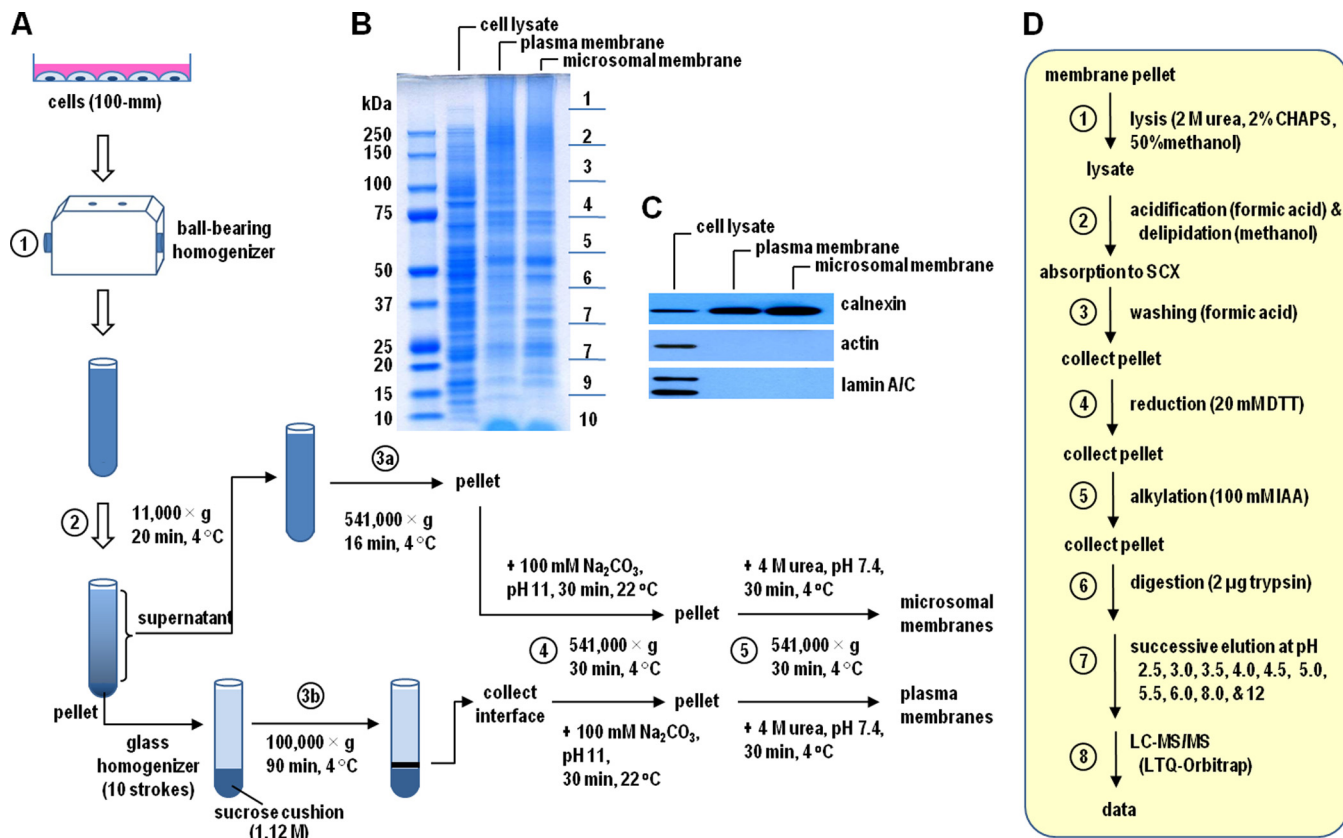 A
cells (100-mm)
1
ball-bearing
homogenizer
2
11,000 × g
20 min, 4 °C
supernatant
pellet
glass
homogenizer
(10 strokes)
3a
541,000 × g
16 min, 4 °C
pellet
3b
100,000 × g
90 min, 4 °C
sucrose cushion
(1.12 M)
collect
interface
+ 100 mM Na₂CO₃,
pH 11, 30 min, 22 °C
pellet
4
541,000 × g
30 min, 4 °C
pellet
+ 100 mM Na₂CO₃,
pH 11,
30 min, 22 °C
+ 4 M urea, pH 7.4,
30 min, 4 °C
5
541,000 × g
30 min, 4 °C
+ 4 M urea, pH 7.4,
30 min, 4 °C
microsomal
membranes
plasma
membranes
B
cell lysate
plasma membrane
microsomal membrane
kDa
250
150
100
75
50
37
25
20
15
10
1
2
3
4
5
6
7
7
9
10
C
cell lysate
plasma membrane
microsomal membrane
calnexin
actin
lamin A/C
D
membrane pellet
1
lysis (2 M urea, 2% CHAPS,
50%methanol)
lysate
2
acidification (formic acid) &
delipidation (methanol)
absorption to SCX
3
washing (formic acid)
collect pellet
4
reduction (20 mM DTT)
collect pellet
5
alkylation (100 mM IAA)
collect pellet
6
digestion (2 µg trypsin)
7
successive elution at pH
2.5, 3.0, 3.5, 4.0, 4.5, 5.0,
5.5, 6.0, 8.0, & 12
8
LC-MS/MS
(LTQ-Orbitrap)
data